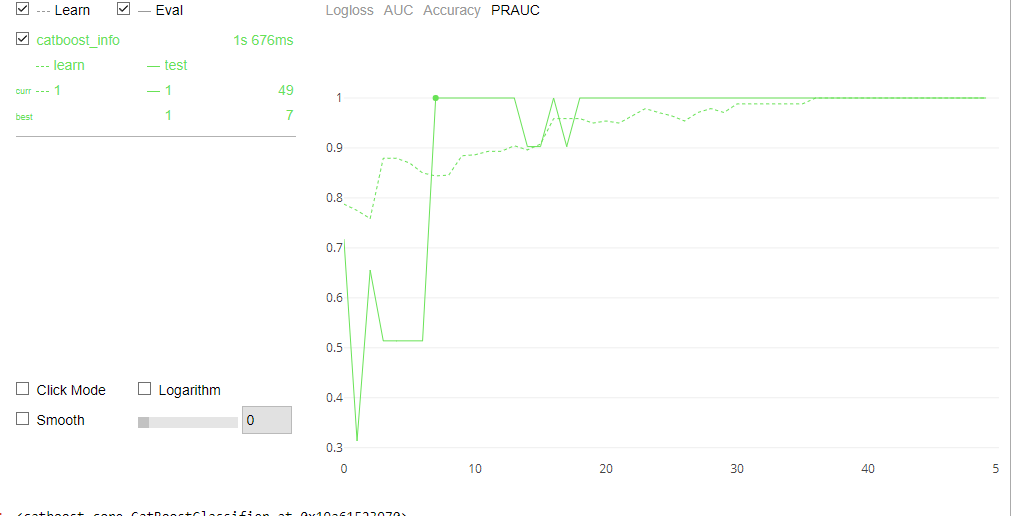 --- Learn — Eval
Logloss AUC Accuracy PRAUC
catboost_info 1s 676ms
--- learn — test
curr --- 1 — 1 49
best 1 7
1
0.9
0.8
0.7
0.6
0.5
0.4
0.3
0 10 20 30 40 5
Click Mode Logarithm
Smooth 0